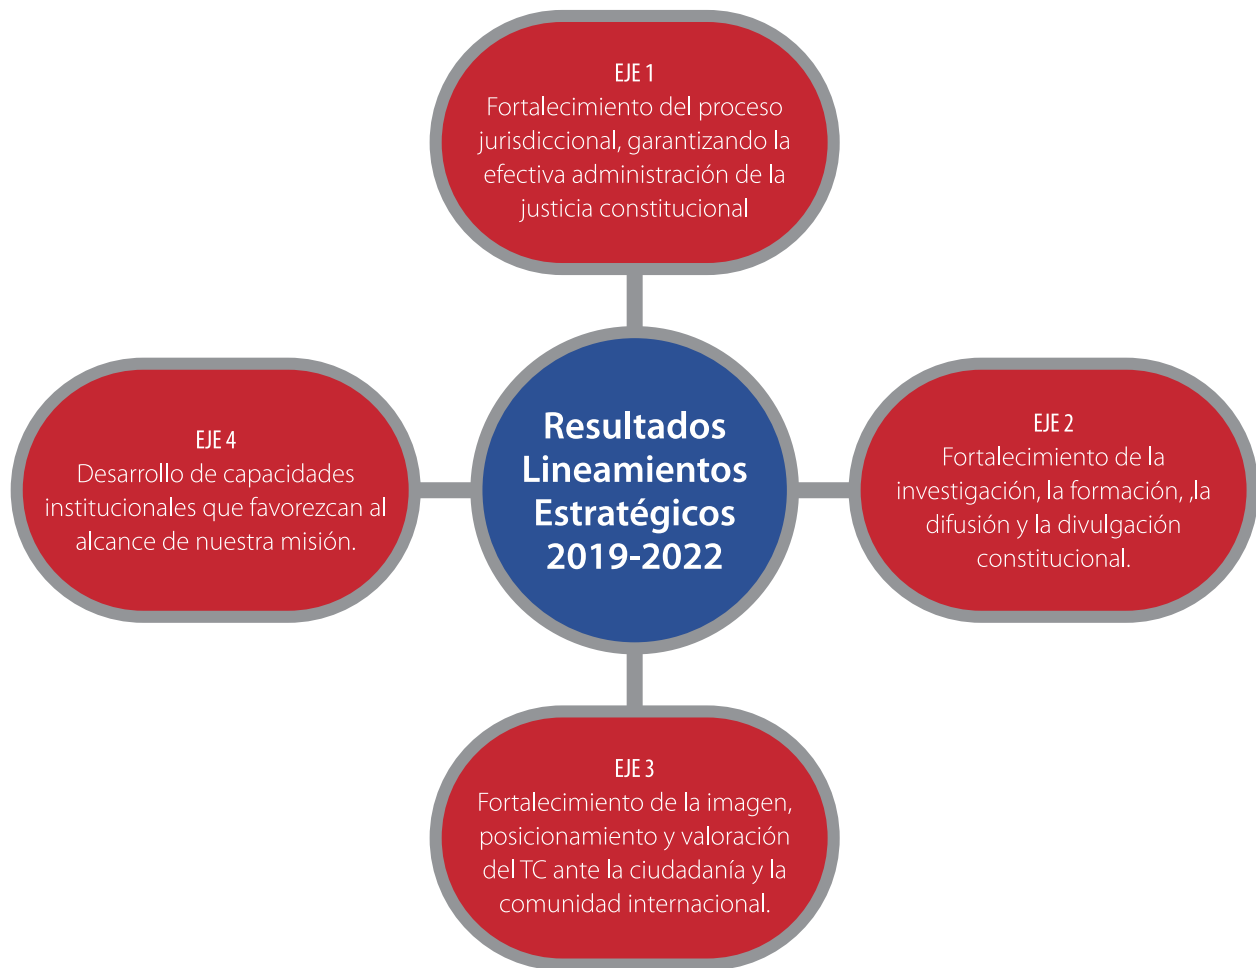 EJE 1
Fortalecimiento del proceso
jurisdiccional, garantizando la
efectiva administración de la
justicia constitucional
EJE 4
Desarrollo de capacidades
institucionales que favorezcan al
alcance de nuestra misión.
Resultados
Lineamientos
Estratégicos
2019-2022
EJE 2
Fortalecimiento de la
investigación, la formación, ,la
difusión y la divulgación
constitucional.
EJE 3
Fortalecimiento de la imagen,
posicionamiento y valoración
del TC ante la ciudadanía y la
comunidad internacional.